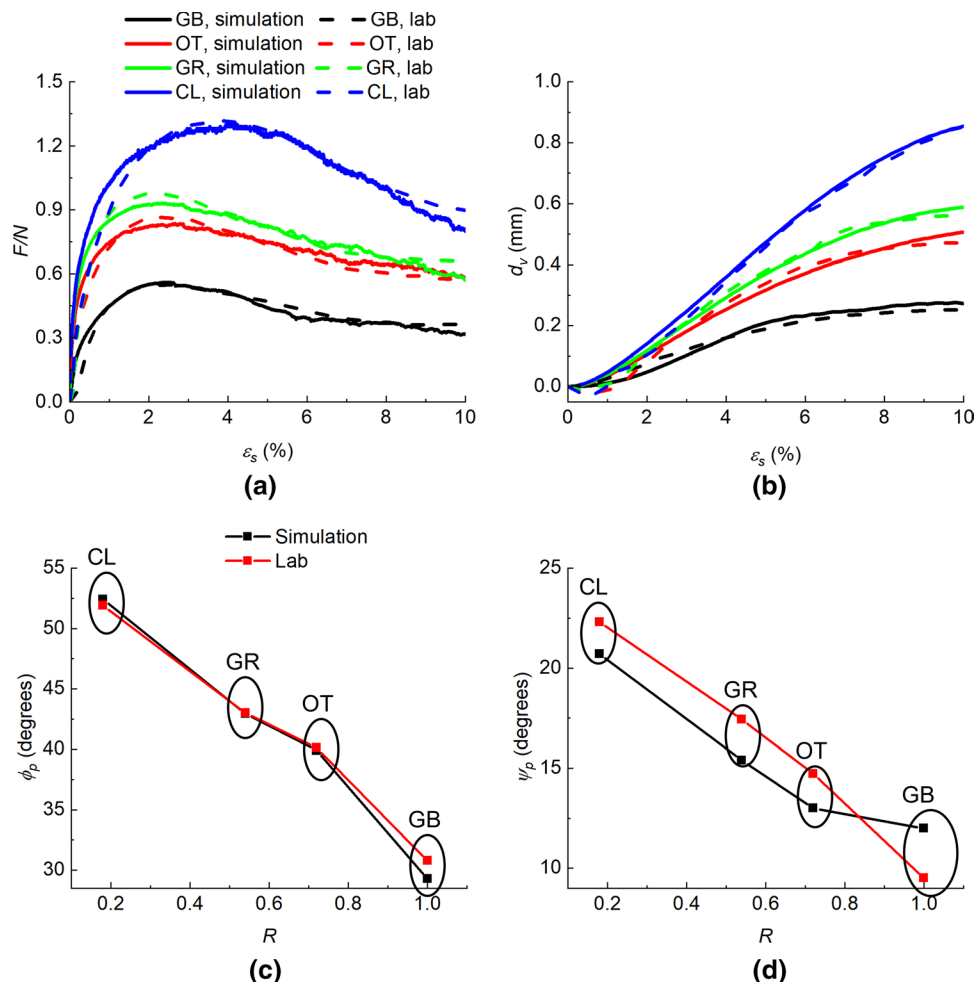 GB, simulation GB, lab
OT, simulation OT, lab
GR, simulation GR, lab
CL, simulation CL, lab
1.5
1.2
0.9
0.6
0.3
0.0
F/N
0 2 4 6 8 10
εs (%)
(a)
1.0
0.8
0.6
0.4
0.2
0.0
dv (mm)
0 2 4 6 8 10
εs (%)
(b)
Simulation
Lab
55
50
45
40
35
30
ϕp (degrees)
CL
GR
OT
GB
0.2 0.4 0.6 0.8 1.0
R
(c)
25
20
15
10
ψp (degrees)
CL
GR
OT
GB
0.2 0.4 0.6 0.8 1.0
R
(d)